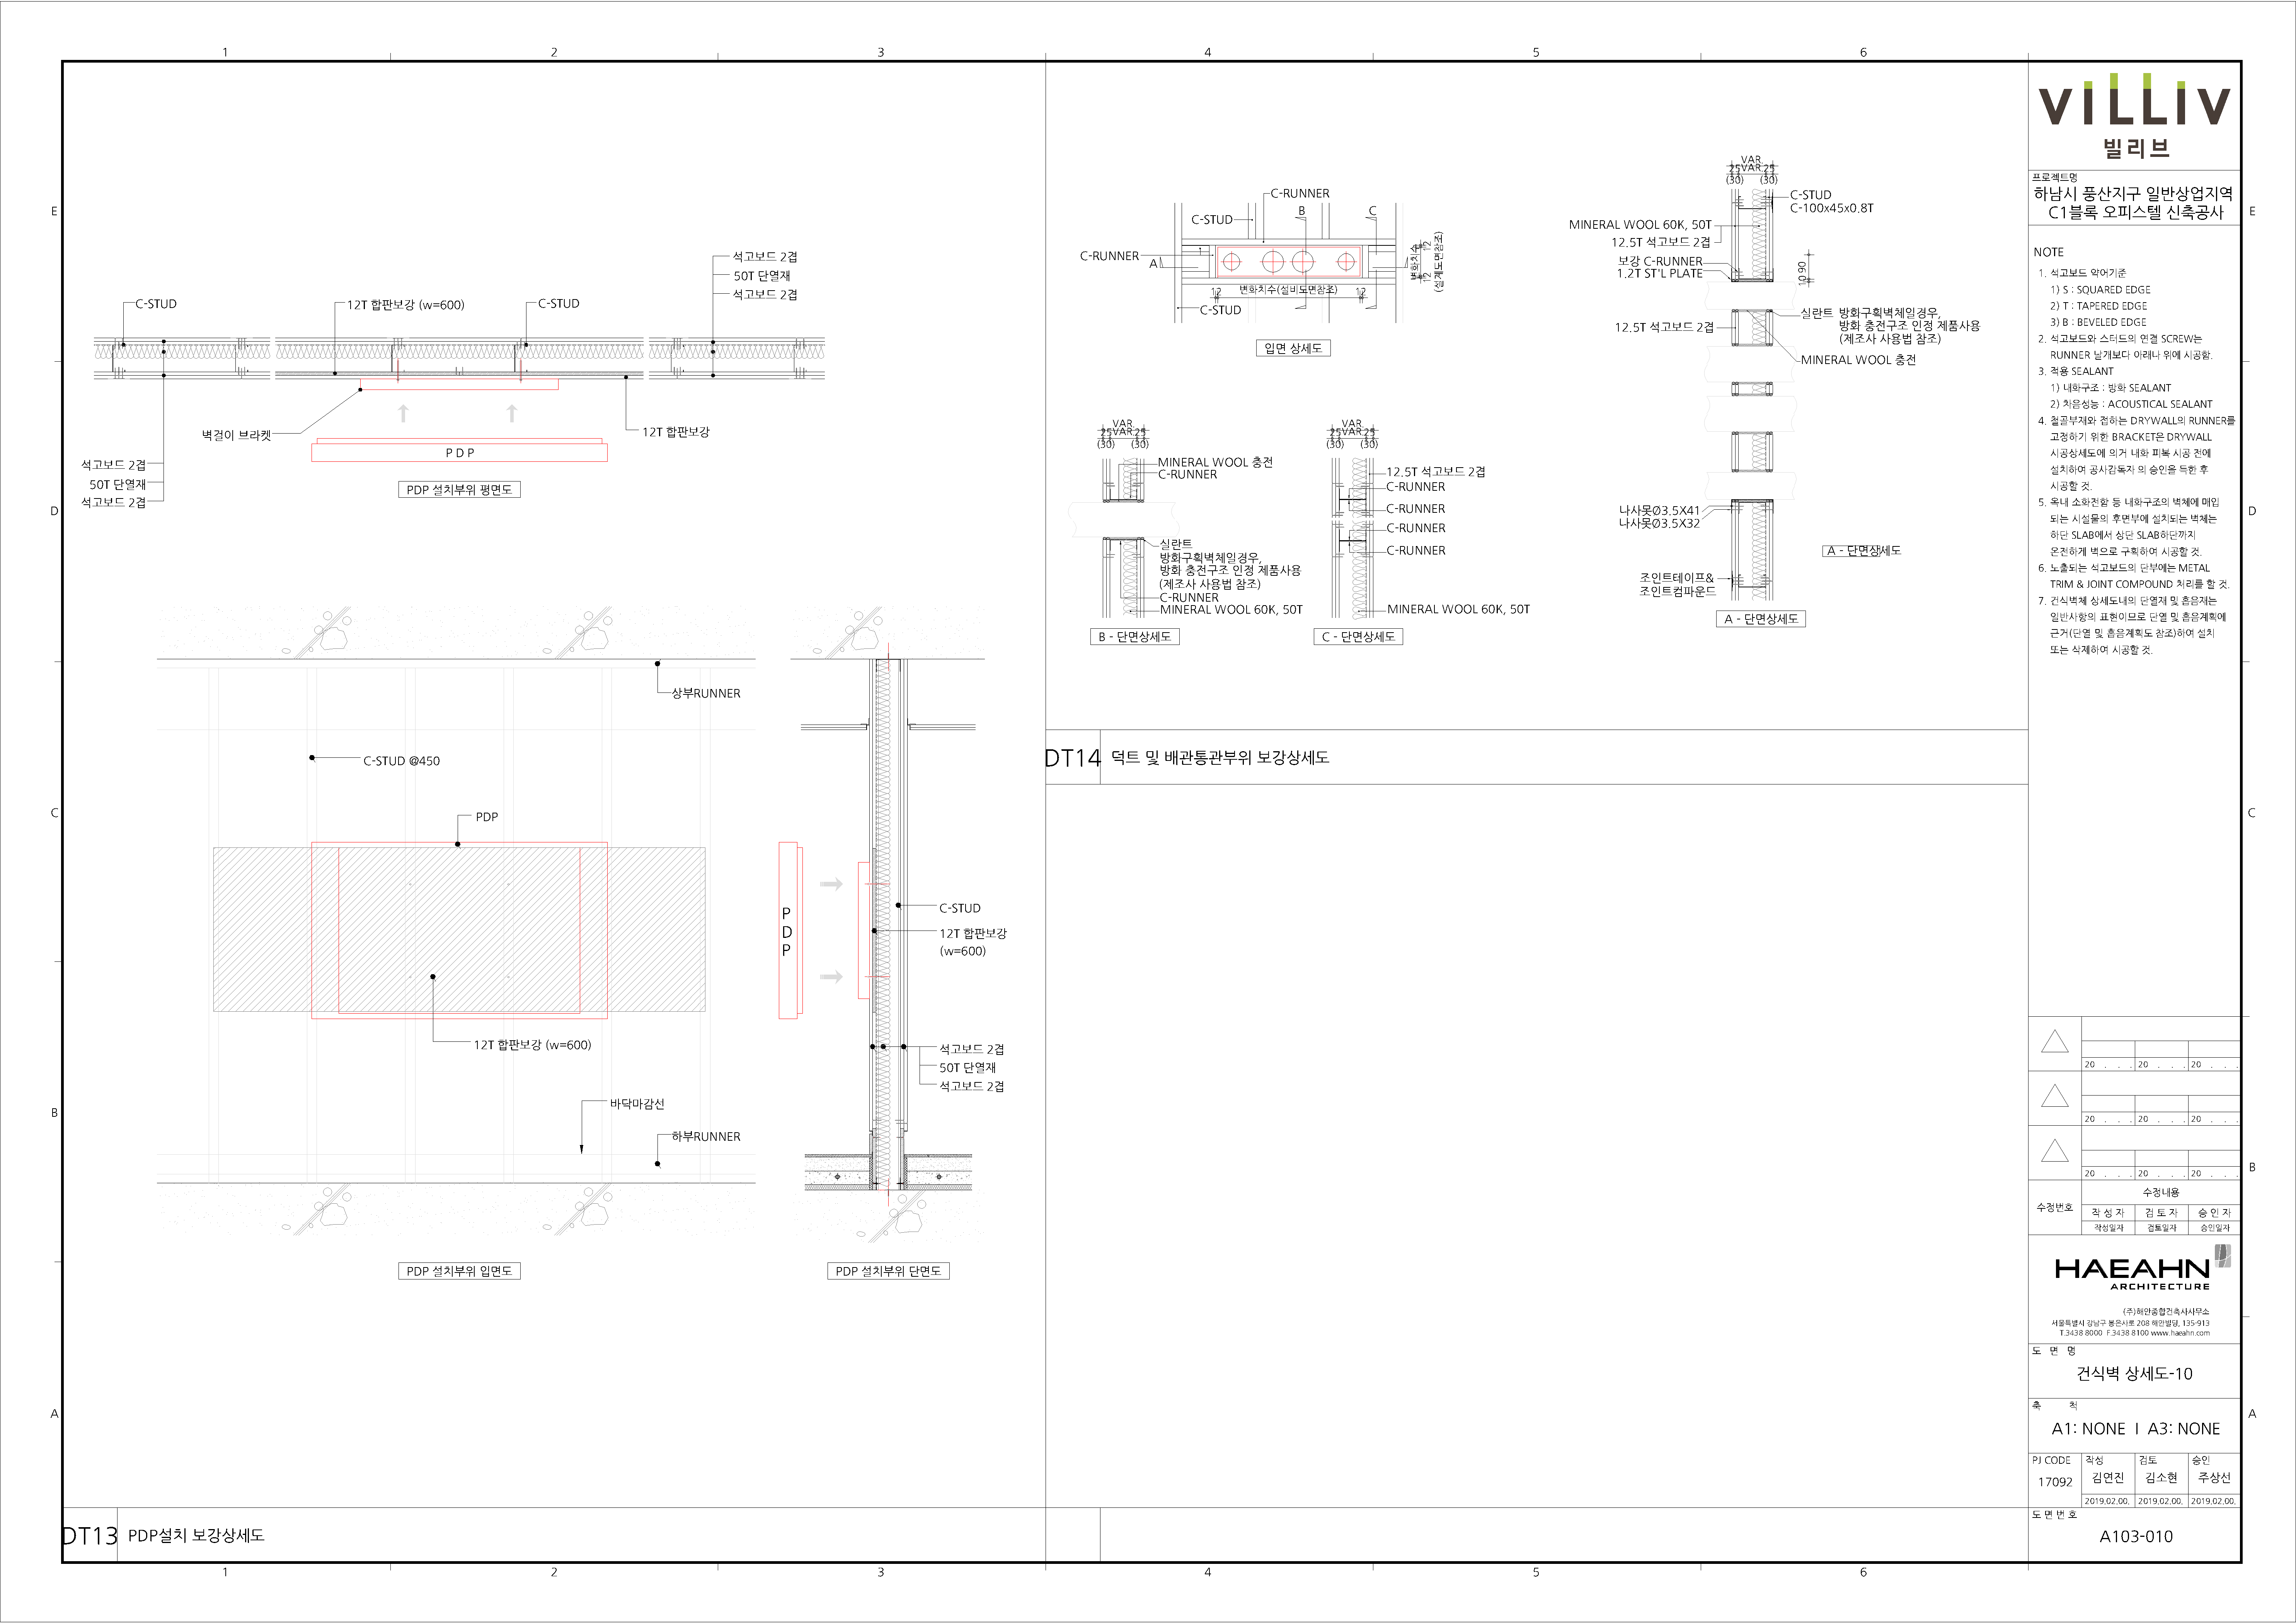 1 2 3 4 5 6
E
D
C
B
A
C-STUD
12T 합판보강 (w=600)
C-STUD
석고보드 2겹
50T 단열재
석고보드 2겹
벽걸이 브라켓
12T 합판보강
P D P
석고보드 2겹
50T 단열재
석고보드 2겹
PDP 설치부위 평면도
상부RUNNER
C-STUD @450
PDP
12T 합판보강 (w=600)
바닥마감선
하부RUNNER
PDP 설치부위 입면도
P
D
P
C-STUD
12T 합판보강
(w=600)
석고보드 2겹
50T 단열재
석고보드 2겹
PDP 설치부위 단면도
DT13 PDP설치 보강상세도
C-RUNNER
C-STUD
B
C
C-RUNNER
A
12
변화치수(설비도면참조)
12
C-STUD
변화치수
(설계도면참조)
12
12
입면 상세도
VAR.
25 VAR. 25
(30) (30)
MINERAL WOOL 충전
C-RUNNER
실란트
방화구획벽체일경우,
방화 충전구조 인정 제품사용
(제조사 사용법 참조)
C-RUNNER
MINERAL WOOL 60K, 50T
B - 단면상세도
VAR.
25 VAR. 25
(30) (30)
12.5T 석고보드 2겹
C-RUNNER
C-RUNNER
C-RUNNER
C-RUNNER
MINERAL WOOL 60K, 50T
C - 단면상세도
VAR.
25 VAR. 25
(30) (30)
C-STUD
C-100x45x0.8T
MINERAL WOOL 60K, 50T
12.5T 석고보드 2겹
보강 C-RUNNER
1.2T ST'L PLATE
10 90
12.5T 석고보드 2겹
실란트 방화구획벽체일경우,
방화 충전구조 인정 제품사용
(제조사 사용법 참조)
MINERAL WOOL 충전
나사못Ø3.5X41
나사못Ø3.5X32
A - 단면상세도
조인트테이프&
조인트컴파운드
A - 단면상세도
DT14 덕트 및 배관통관부위 보강상세도
VILLIV
빌리브
프로젝트명
하남시 풍산지구 일반상업지역
C1블록 오피스텔 신축공사
NOTE
1. 석고보드 약어기준
1) S : SQUARED EDGE
2) T : TAPERED EDGE
3) B : BEVELED EDGE
2. 석고보드와 스터드의 연결 SCREW는
RUNNER 날개보다 아래나 위에 시공함.
3. 적용 SEALANT
1) 내화구조 : 방화 SEALANT
2) 차음성능 : ACOUSTICAL SEALANT
4. 철골부재와 접하는 DRYWALL의 RUNNER를
고정하기 위한 BRACKET은 DRYWALL
시공상세도에 의거 내화 피복 시공 전에
설치하여 공사감독자 의 승인을 득한 후
시공할 것.
5. 옥내 소화전함 등 내화구조의 벽체에 매입
되는 시설물의 후면부에 설치되는 벽체는
하단 SLAB에서 상단 SLAB하단까지
온전하게 벽으로 구획하여 시공할 것.
6. 노출되는 석고보드의 단부에는 METAL
TRIM & JOINT COMPOUND 처리를 할 것.
7. 건식벽체 상세도내의 단열재 및 흡음재는
일반사항의 표현이므로 단열 및 흡음계획에
근거(단열 및 흡음계획도 참조)하여 설치
또는 삭제하여 시공할 것.
20 . . . 20 . . . 20 . . .
20 . . . 20 . . . 20 . . .
20 . . . 20 . . . 20 . . .
수정번호
수정내용
작 성 자 검 토 자 승 인 자
작성일자 검토일자 승인일자
HAEAHN
ARCHITECTURE
(주)해안종합건축사사무소
서울특별시 강남구 봉은사로 208 해안빌딩, 135-913
T.3438 8000 F.3438 8100 www.haeahn.com
도 면 명
건식벽 상세도-10
축 척
A1: NONE I A3: NONE
PJ CODE 작성 검토 승인
17092 김연진 김소현 주상선
2019.02.00. 2019.02.00. 2019.02.00.
도 면 번 호
A103-010
E
D
C
B
A
1 2 3 4 5 6